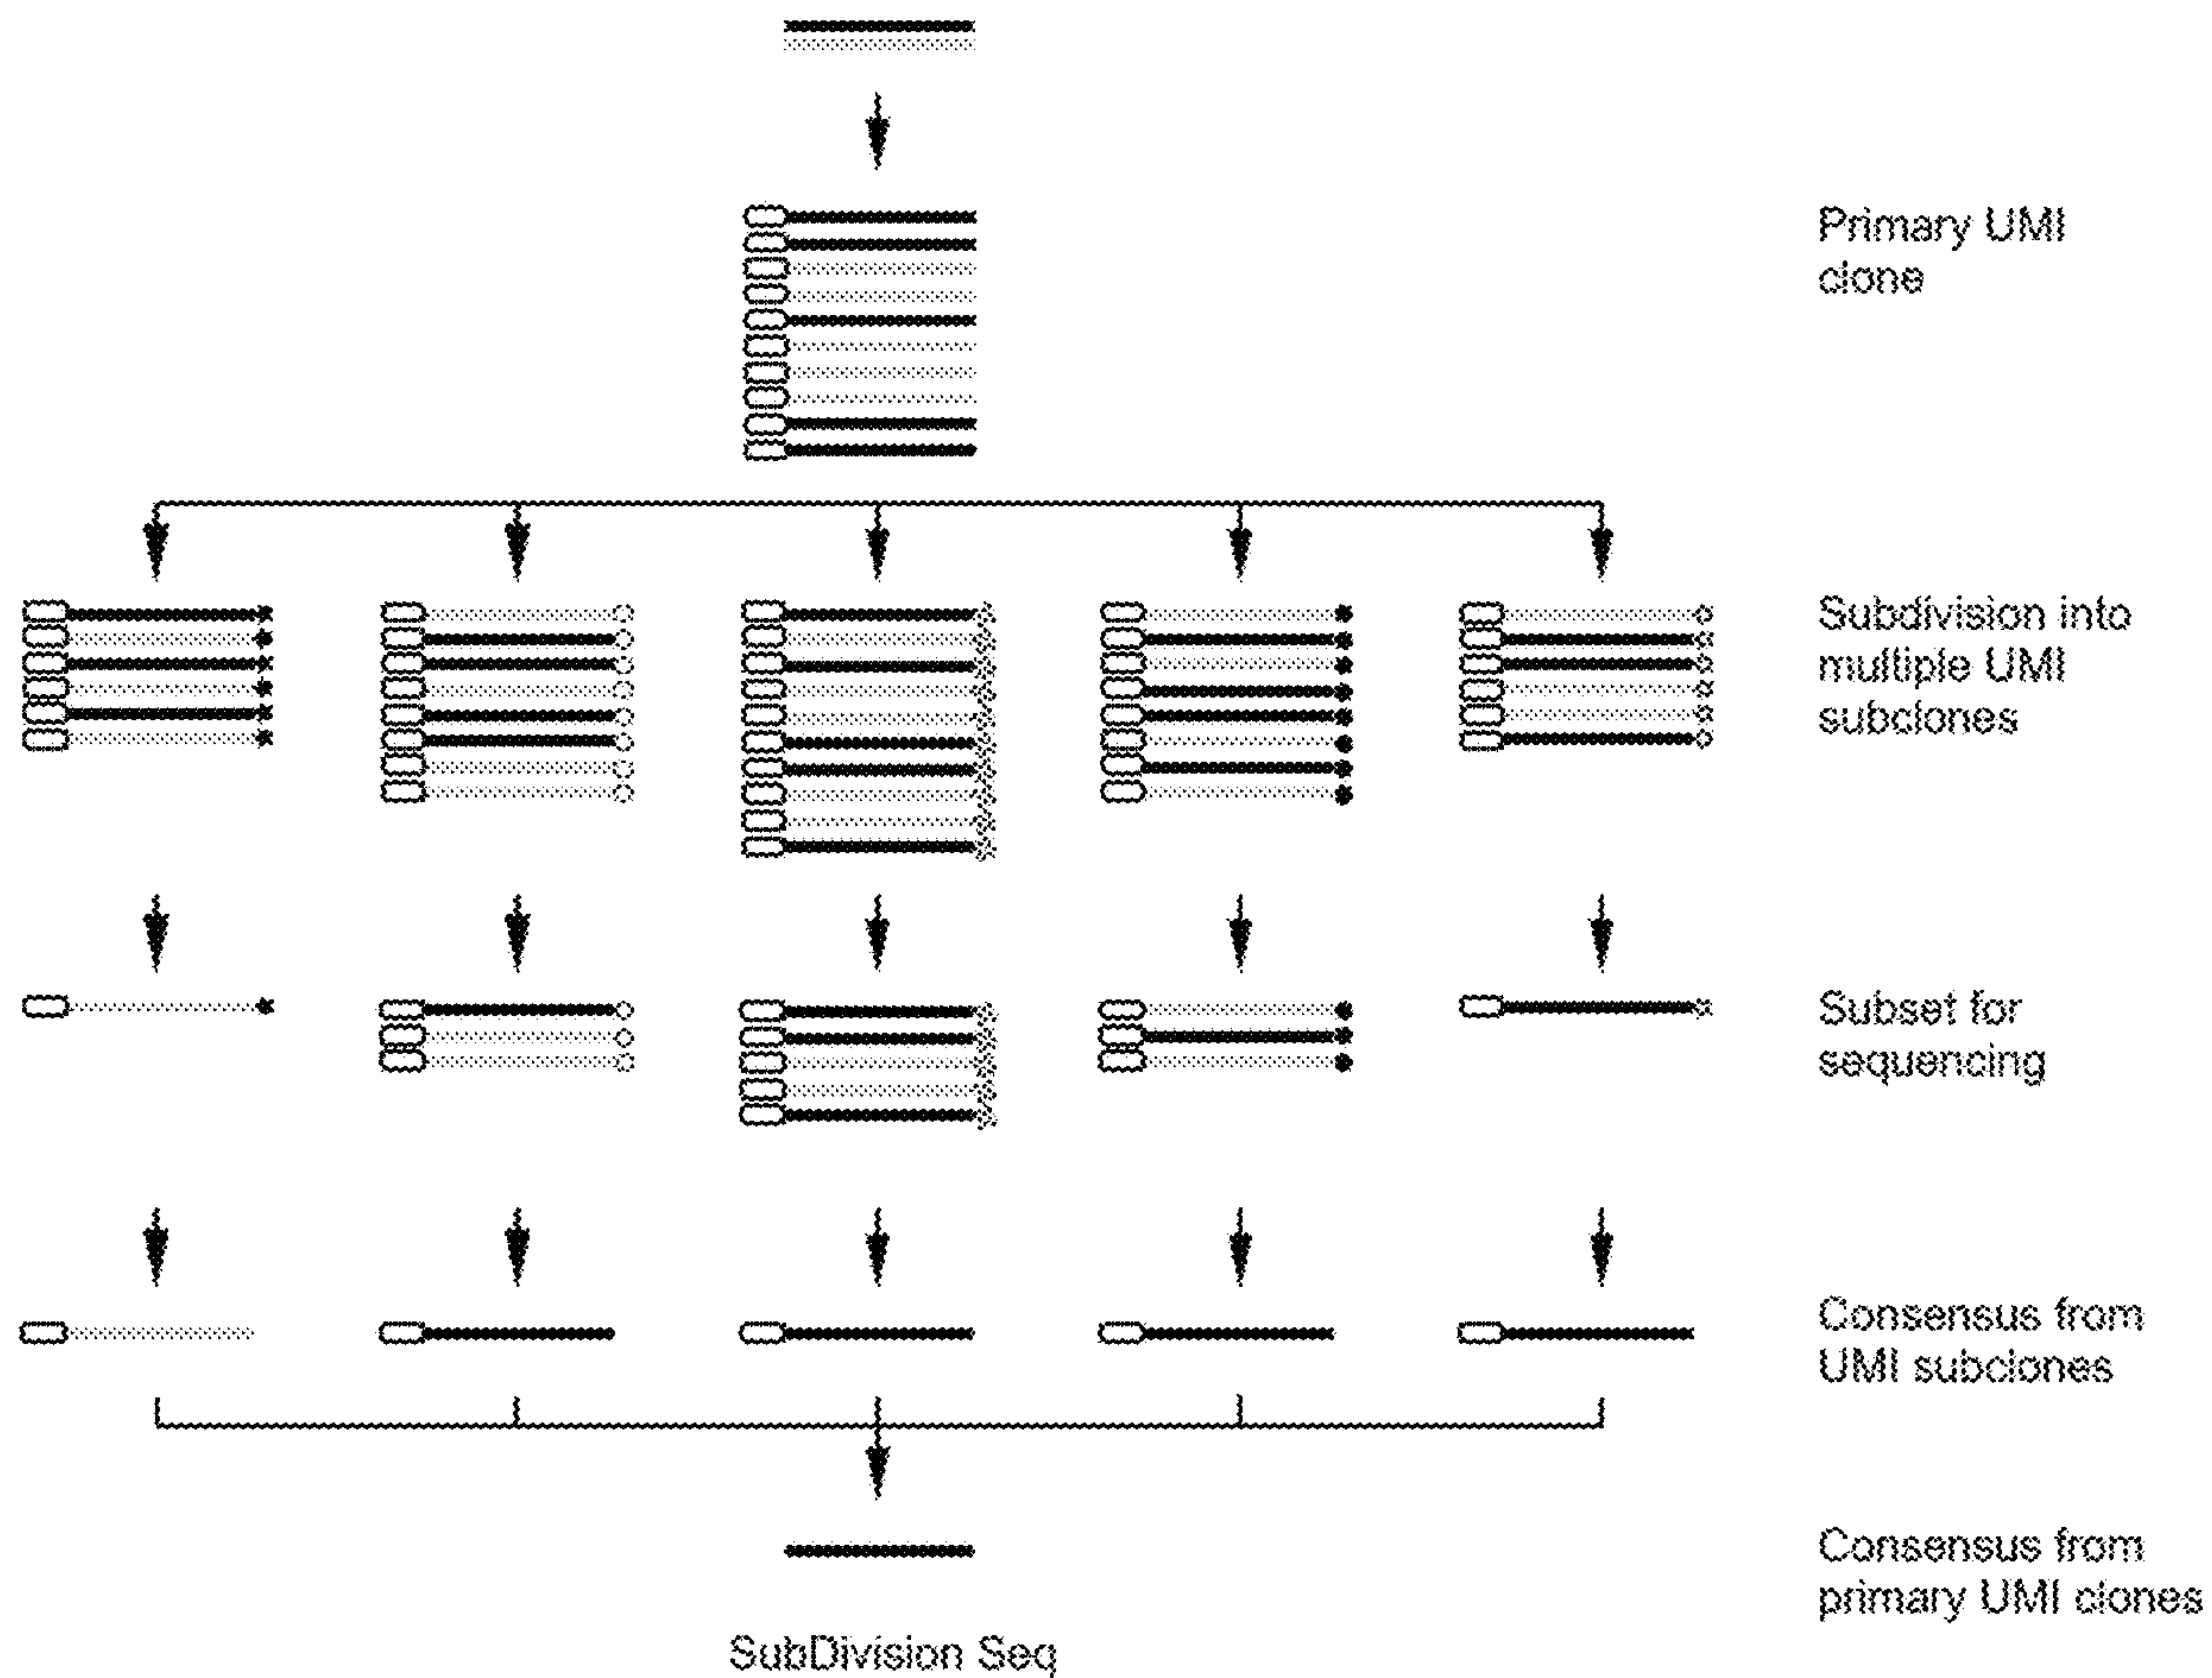 Primary UMI
clone
Subdivision into
multiple UMI
subclones
Subset for
sequencing
Consensus from
UMI subclones
Consensus from
primary UMI clones
SubDivision Seq